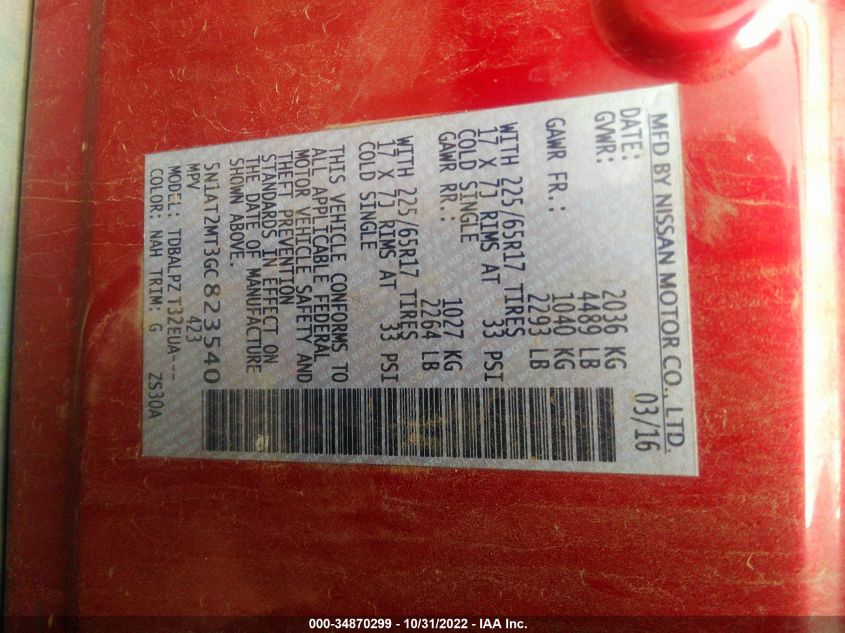 MFD BY NISSAN MOTOR CO., LTD.
DATE: 03/16
GVWR: 2036 KG
4489 LB
GAWR FR.: 1040 KG
2293 LB
WITH 225/65R17 TIRES
17 X 7J RIMS AT 33 PSI
COLD SINGLE
GAWR RR.: 1027 KG
2264 LB
WITH 225/65R17 TIRES
17 X 7J RIMS AT 33 PSI
COLD SINGLE
THIS VEHICLE CONFORMS TO
ALL APPLICABLE FEDERAL
MOTOR VEHICLE SAFETY AND
THEFT PREVENTION
STANDARDS IN EFFECT ON
THE DATE OF MANUFACTURE
SHOWN ABOVE.
5N1AT2MT3GC823540
MPV 423
MODEL: TDBALPZ T32EUA---
COLOR: NAH TRIM: G ZS30A
000-34870299 - 10/31/2022 - IAA Inc.